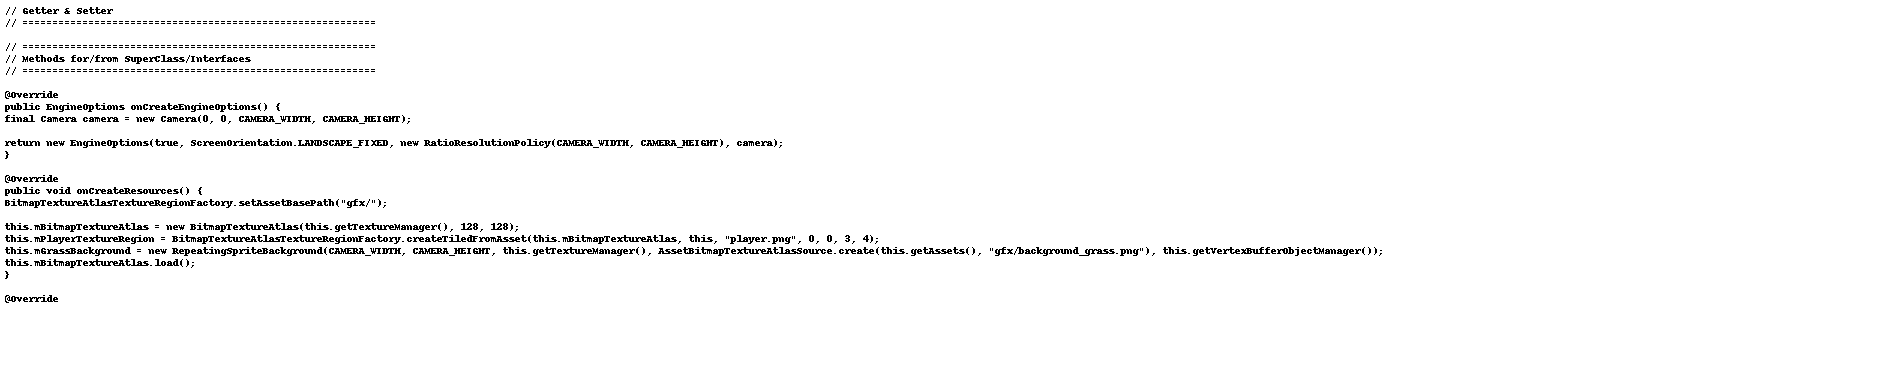 // Getter & Setter
// ===========================================================
// ===========================================================
// Methods for/from SuperClass/Interfaces
// ===========================================================
@Override
public EngineOptions onCreateEngineOptions() {
final Camera camera = new Camera(0, 0, CAMERA_WIDTH, CAMERA_HEIGHT);
return new EngineOptions(true, ScreenOrientation.LANDSCAPE_FIXED, new RatioResolutionPolicy(CAMERA_WIDTH, CAMERA_HEIGHT), camera);
}
@Override
public void onCreateResources() {
BitmapTextureAtlasTextureRegionFactory.setAssetBasePath("gfx/");
this.mBitmapTextureAtlas = new BitmapTextureAtlas(this.getTextureManager(), 128, 128);
this.mPlayerTextureRegion = BitmapTextureAtlasTextureRegionFactory.createTiledFromAsset(this.mBitmapTextureAtlas, this, "player.png", 0, 0, 3, 4);
this.mGrassBackground = new RepeatingSpriteBackground(CAMERA_WIDTH, CAMERA_HEIGHT, this.getTextureManager(), AssetBitmapTextureAtlasSource.create(this.getAssets(), "gfx/background_grass.png"), this.getVertexBufferObjectManager());
this.mBitmapTextureAtlas.load();
}
@Override